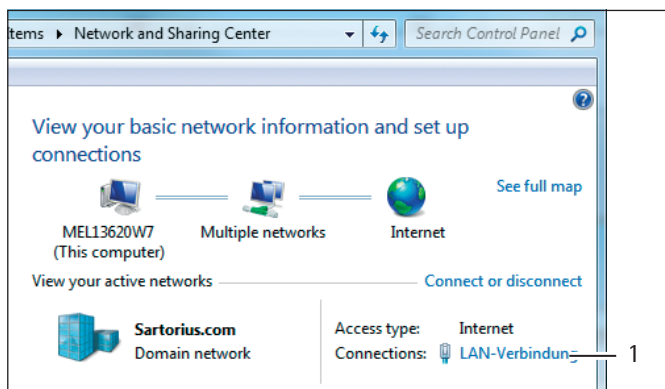 tems ▸ Network and Sharing Center
Search Control Panel
View your basic network information and set up
connections
See full map
MEL13620W7
(This computer)
Multiple networks
Internet
View your active networks
Connect or disconnect
Sartorius.com
Domain network
Access type: Internet
Connections: LAN-Verbindung
1